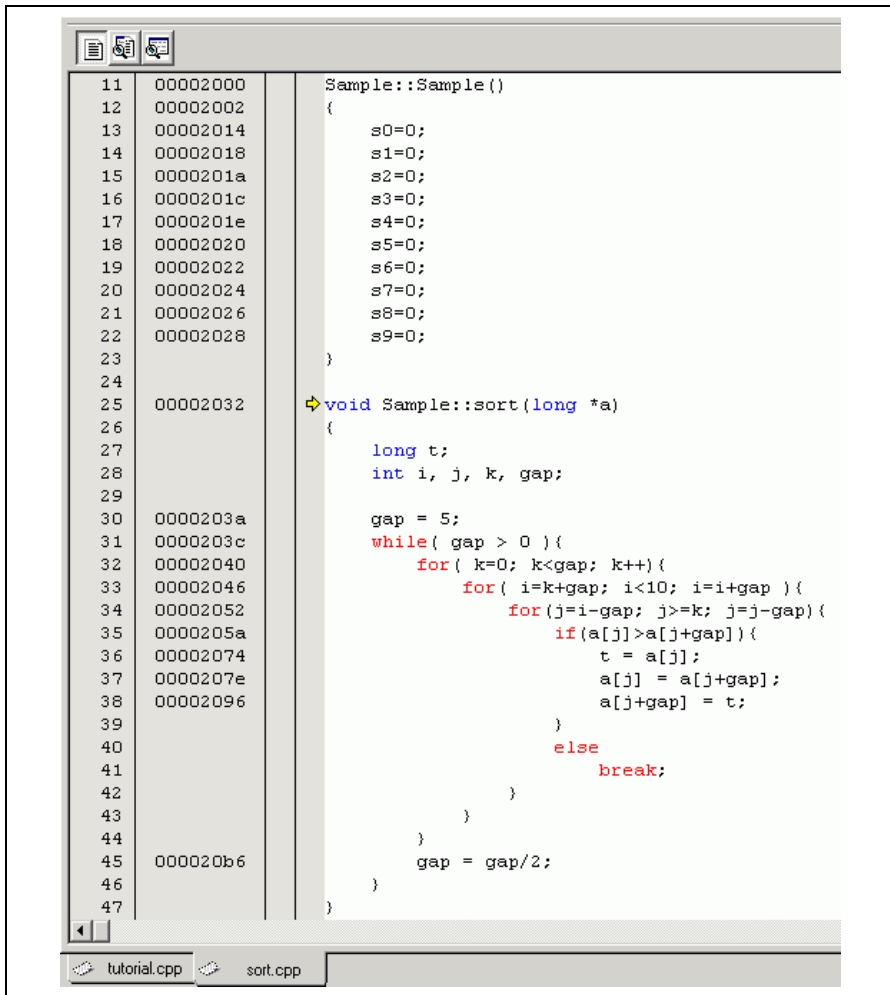 11 00002000 Sample::Sample()
12 00002002 {
13 00002014 s0=0;
14 00002018 s1=0;
15 0000201a s2=0;
16 0000201c s3=0;
17 0000201e s4=0;
18 00002020 s5=0;
19 00002022 s6=0;
20 00002024 s7=0;
21 00002026 s8=0;
22 00002028 s9=0;
23 }
24
25 00002032 void Sample::sort(long *a)
26 {
27 long t;
28 int i, j, k, gap;
29
30 0000203a gap = 5;
31 0000203c while( gap > 0 ){
32 00002040 for( k=0; k<gap; k++){
33 00002046 for( i=k+gap; i<10; i=i+gap ){
34 00002052 for(j=i-gap; j>=k; j=j-gap){
35 0000205a if(a[j]>a[j+gap]){
36 00002074 t = a[j];
37 0000207e a[j] = a[j+gap];
38 00002096 a[j+gap] = t;
39 }
40 else
41 break;
42 }
43 }
44 }
45 000020b6 gap = gap/2;
46 }
47 }
tutorial.cpp sort.cpp